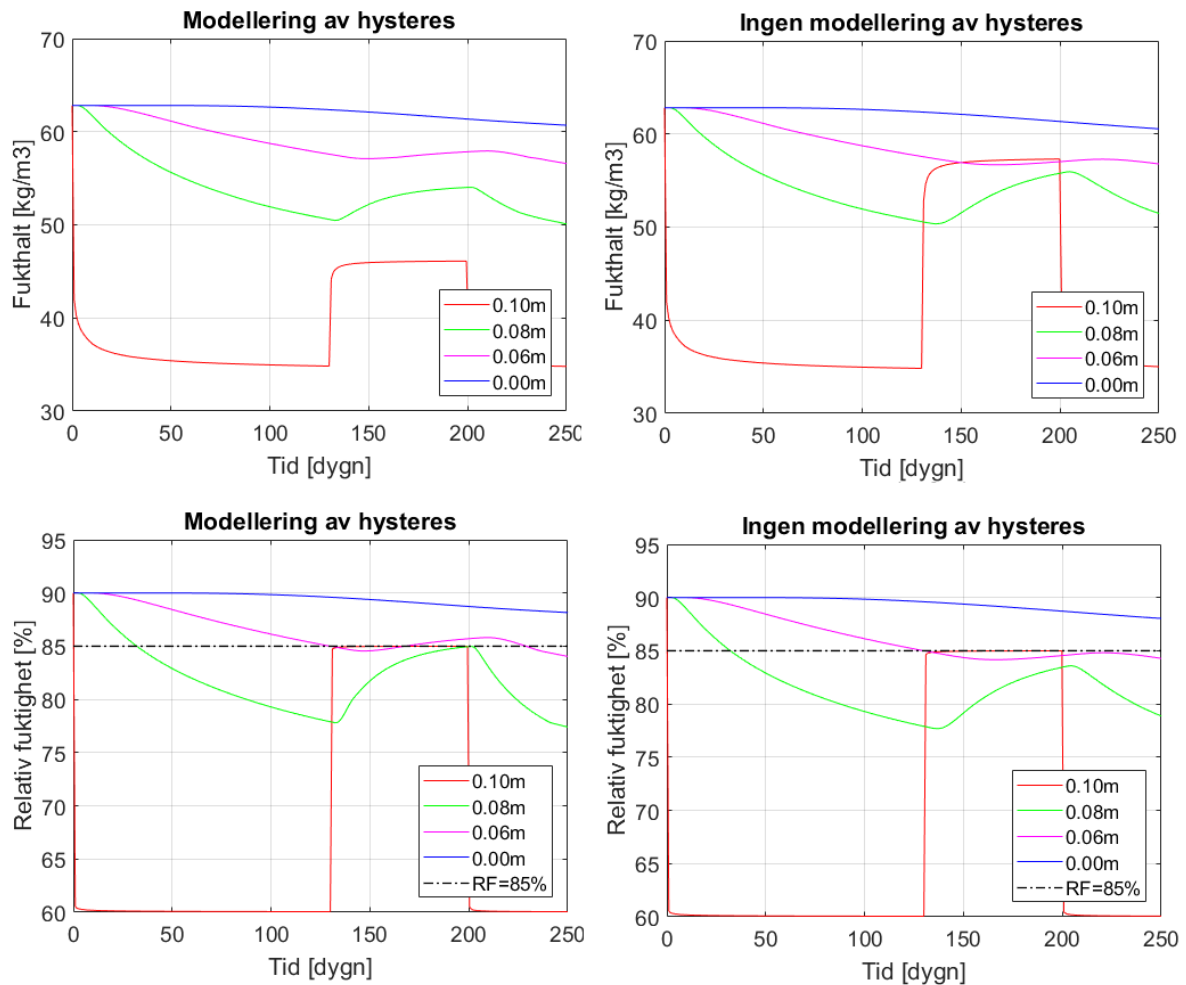 Modellering av hysteres
Fukthalt [kg/m3]
70
60
50
40
30
0
50
100
150
200
250
Tid [dygn]
0.10m
0.08m
0.06m
0.00m
Ingen modellering av hysteres
Fukthalt [kg/m3]
70
60
50
40
30
0
50
100
150
200
250
Tid [dygn]
0.10m
0.08m
0.06m
0.00m
Modellering av hysteres
Relativ fuktighet [%]
95
90
85
80
75
70
65
60
0
50
100
150
200
250
Tid [dygn]
0.10m
0.08m
0.06m
0.00m
RF=85%
Ingen modellering av hysteres
Relativ fuktighet [%]
95
90
85
80
75
70
65
60
0
50
100
150
200
250
Tid [dygn]
0.10m
0.08m
0.06m
0.00m
RF=85%